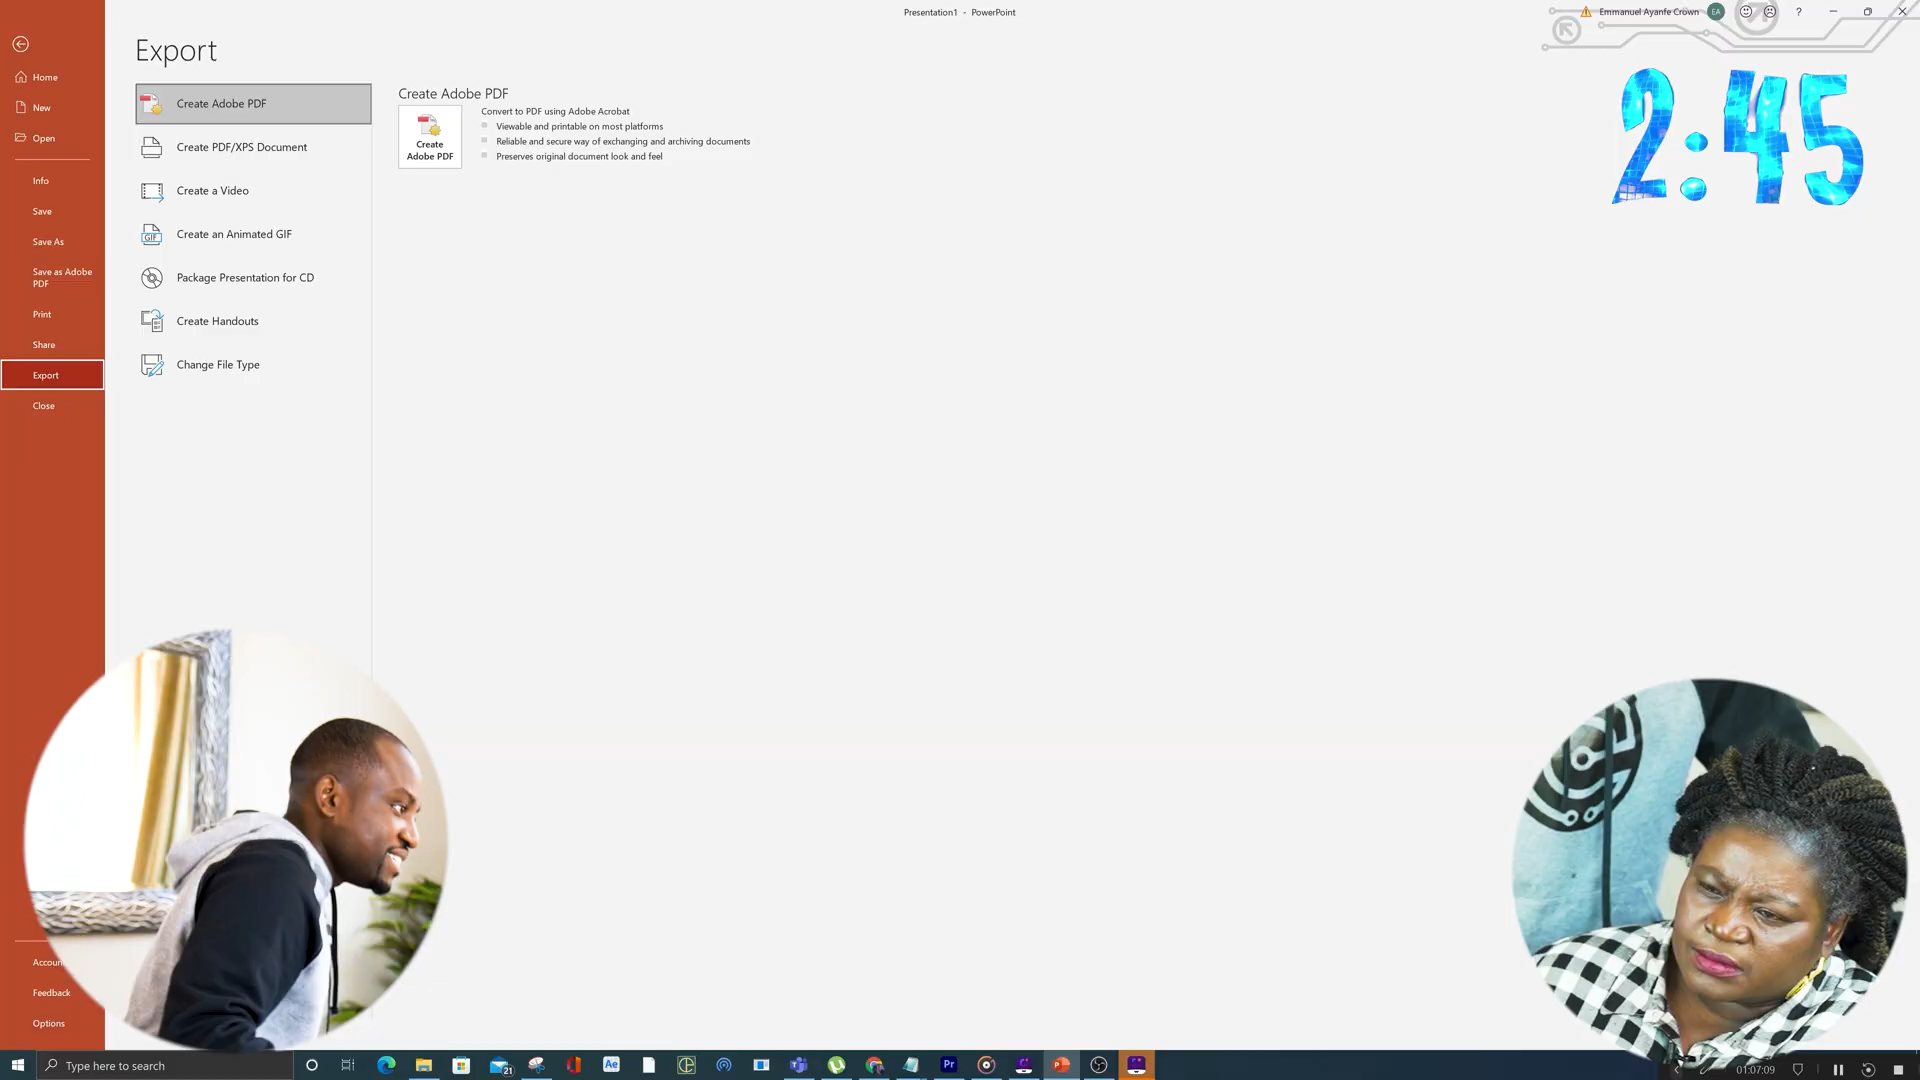 Presentation1 - PowerPoint
Emmanuel Ayanfe Crown
EA
?
2:45
Home
New
Open
Info
Save
Save As
Save as Adobe
PDF
Print
Share
Export
Close
Feedback
Options
Export
Create Adobe PDF
Create PDF/XPS Document
Create a Video
GIF
Create an Animated GIF
Package Presentation for CD
Create Handouts
Change File Type
Create Adobe PDF
Create
Adobe PDF
Convert to PDF using Adobe Acrobat
Viewable and printable on most platforms
Reliable and secure way of exchanging and archiving documents
Preserves original document look and feel
Type here to search
21
Ae
Pr
01:07:09